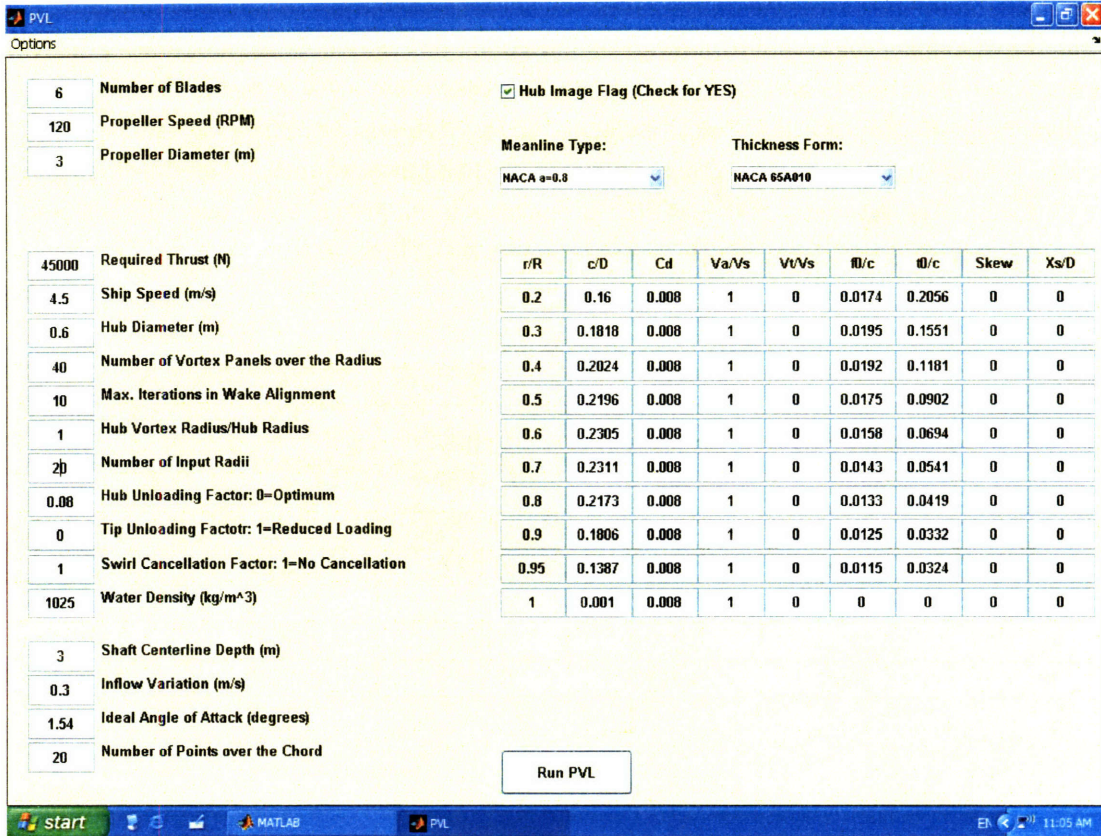 PVL
Options
6 Number of Blades
120 Propeller Speed (RPM)
3 Propeller Diameter (m)
Hub Image Flag (Check for YES)
Meanline Type: Thickness Form:
NACA a=0.8 NACA 65A010
45000 Required Thrust (N)
4.5 Ship Speed (m/s)
0.6 Hub Diameter (m)
40 Number of Vortex Panels over the Radius
10 Max. Iterations in Wake Alignment
1 Hub Vortex Radius/Hub Radius
20 Number of Input Radii
0.08 Hub Unloading Factor: 0=Optimum
0 Tip Unloading Factotr: 1=Reduced Loading
1 Swirl Cancellation Factor: 1=No Cancellation
1025 Water Density (kg/m^3)
3 Shaft Centerline Depth (m)
0.3 Inflow Variation (m/s)
1.54 Ideal Angle of Attack (degrees)
20 Number of Points over the Chord
r/R c/D Cd Va/Vs Vt/Vs f0/c t0/c Skew Xs/D
0.2 0.16 0.008 1 0 0.0174 0.2056 0 0
0.3 0.1818 0.008 1 0 0.0195 0.1551 0 0
0.4 0.2024 0.008 1 0 0.0192 0.1181 0 0
0.5 0.2196 0.008 1 0 0.0175 0.0902 0 0
0.6 0.2305 0.008 1 0 0.0158 0.0694 0 0
0.7 0.2311 0.008 1 0 0.0143 0.0541 0 0
0.8 0.2173 0.008 1 0 0.0133 0.0419 0 0
0.9 0.1806 0.008 1 0 0.0125 0.0332 0 0
0.95 0.1387 0.008 1 0 0.0115 0.0324 0 0
1 0.001 0.008 1 0 0 0 0 0
Run PVL
start MATLAB PVL EN 11:05 AM